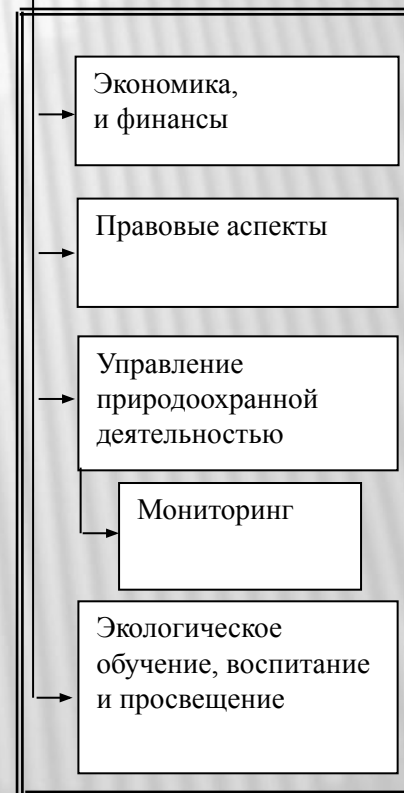 Экономика,
и финансы
Правовые аспекты
Управление
природоохранной
деятельностью
Мониторинг
Экологическое
обучение, воспитание
и просвещение